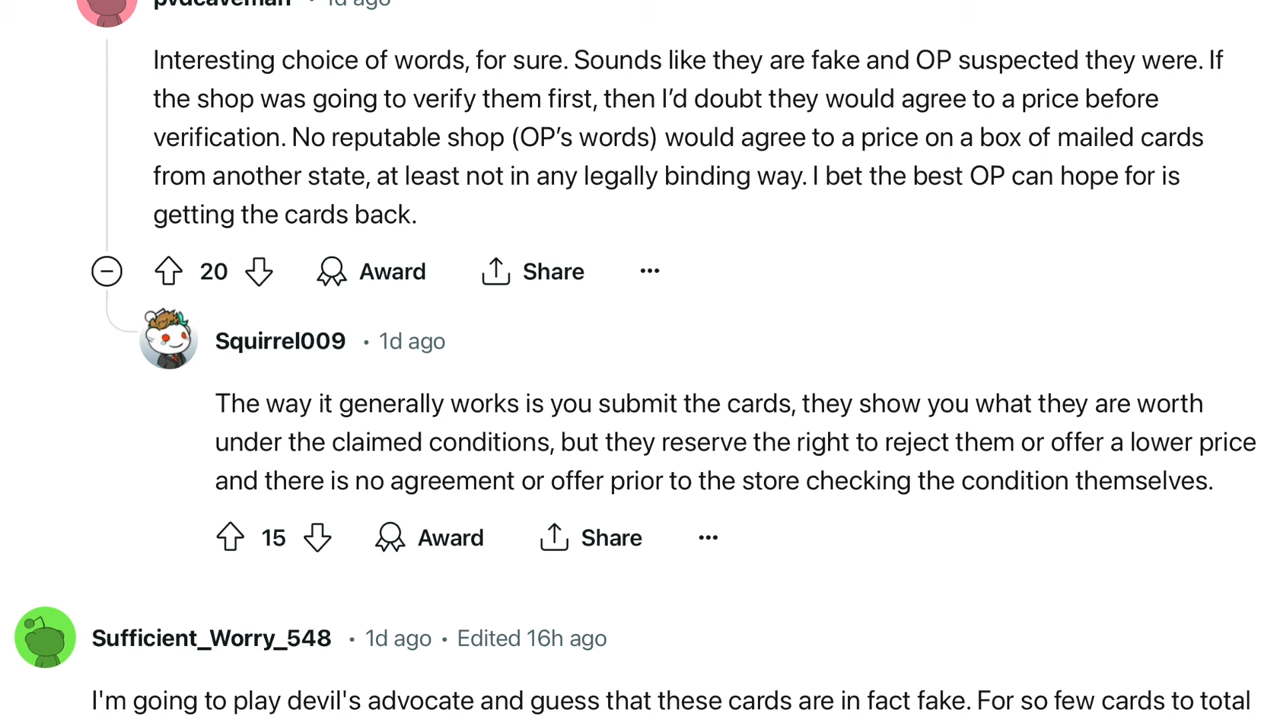 pvdcaveman • 1d ago
Interesting choice of words, for sure. Sounds like they are fake and OP suspected they were. If
the shop was going to verify them first, then I’d doubt they would agree to a price before
verification. No reputable shop (OP’s words) would agree to a price on a box of mailed cards
from another state, at least not in any legally binding way. I bet the best OP can hope for is
getting the cards back.
20 Award Share •••
Squirrel009 • 1d ago
The way it generally works is you submit the cards, they show you what they are worth
under the claimed conditions, but they reserve the right to reject them or offer a lower price
and there is no agreement or offer prior to the store checking the condition themselves.
15 Award Share •••
Sufficient_Worry_548 • 1d ago • Edited 16h ago
I'm going to play devil's advocate and guess that these cards are in fact fake. For so few cards to total